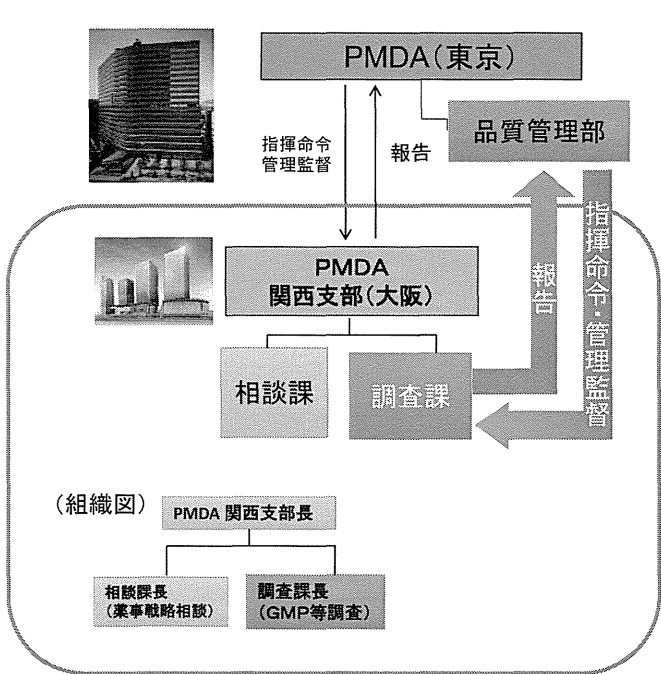 PMDA(東京)
品質管理部
指揮命令
管理監督
報告
PMDA
関西支部(大阪)
報告
指揮命令・管理監督
相談課
調査課
(組織図)
PMDA 関西支部長
相談課長
(薬事戦略相談)
調査課長
(GMP等調査)